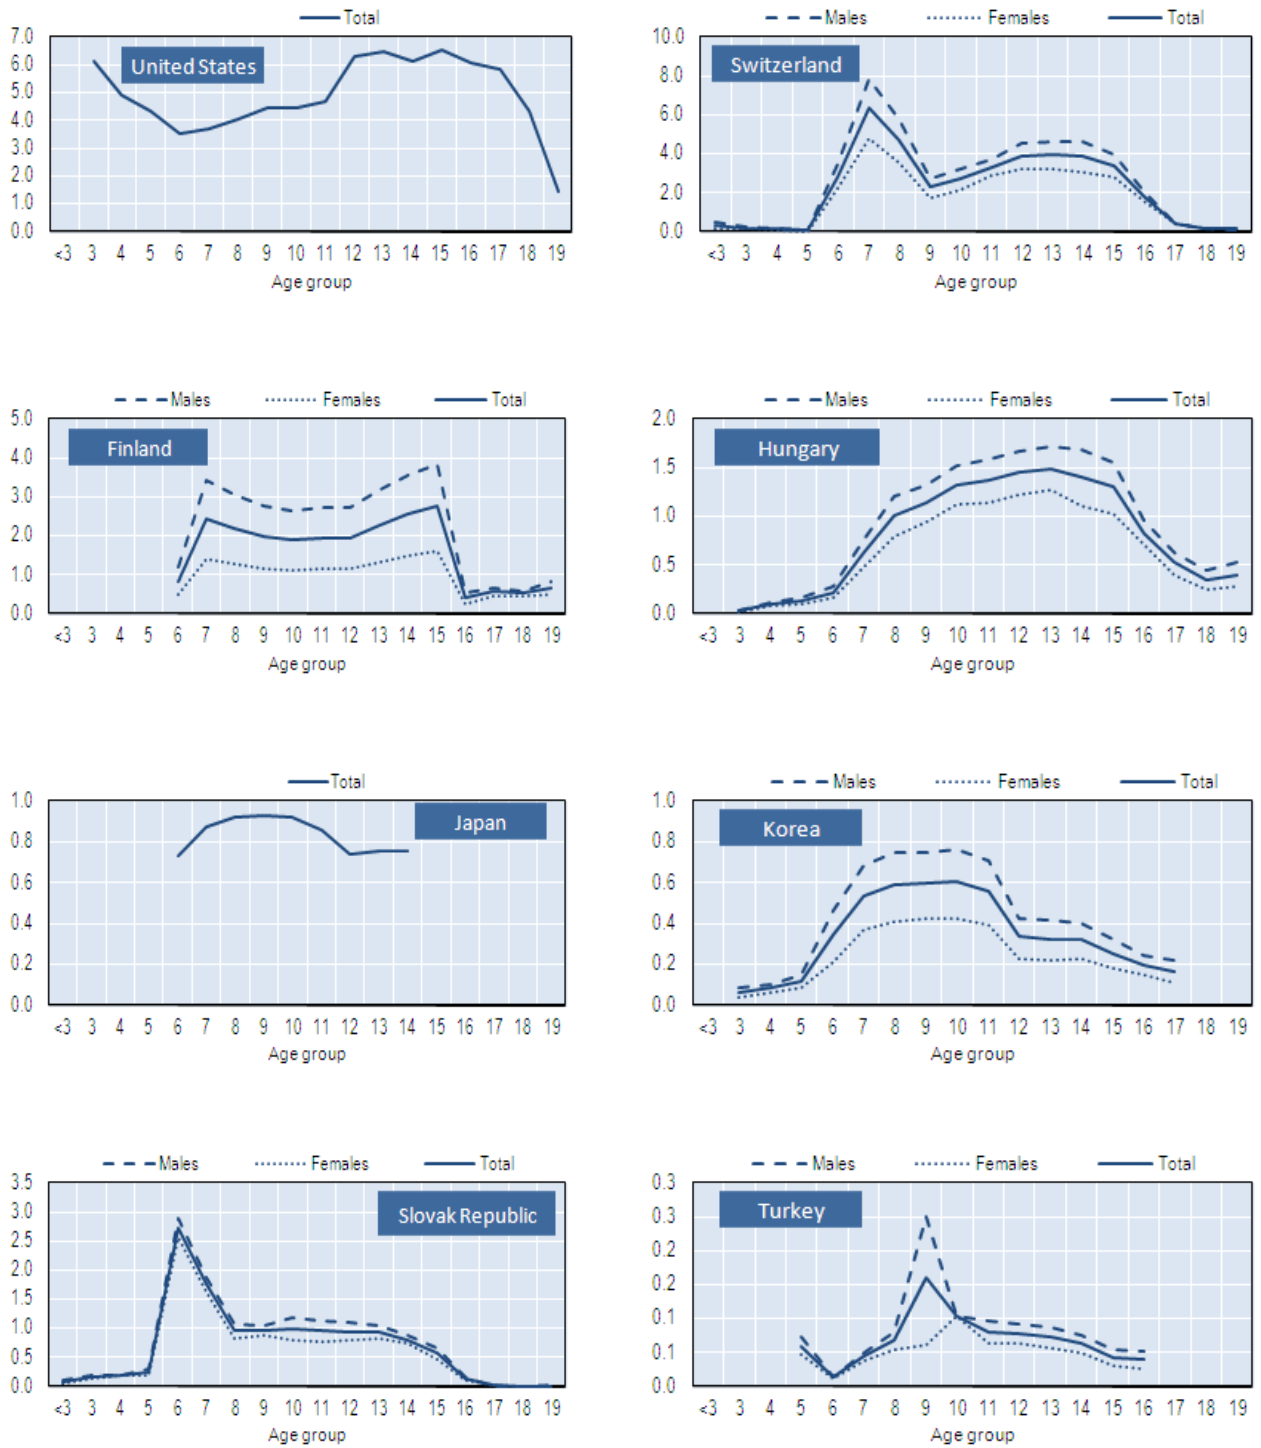 Total
United States
7.0
6.0
5.0
4.0
3.0
2.0
1.0
0.0
<3 3 4 5 6 7 8 9 10 11 12 13 14 15 16 17 18 19
Age group
Males Females Total
Switzerland
10.0
8.0
6.0
4.0
2.0
0.0
<3 3 4 5 6 7 8 9 10 11 12 13 14 15 16 17 18 19
Age group
Males Females Total
Finland
5.0
4.0
3.0
2.0
1.0
0.0
<3 3 4 5 6 7 8 9 10 11 12 13 14 15 16 17 18 19
Age group
Males Females Total
Hungary
2.0
1.5
1.0
0.5
0.0
<3 3 4 5 6 7 8 9 10 11 12 13 14 15 16 17 18 19
Age group
Total
Japan
1.0
0.8
0.6
0.4
0.2
0.0
<3 3 4 5 6 7 8 9 10 11 12 13 14 15 16 17 18 19
Age group
Males Females Total
Korea
1.0
0.8
0.6
0.4
0.2
0.0
<3 3 4 5 6 7 8 9 10 11 12 13 14 15 16 17 18 19
Age group
Males Females Total
Slovak Republic
3.5
3.0
2.5
2.0
1.5
1.0
0.5
0.0
<3 3 4 5 6 7 8 9 10 11 12 13 14 15 16 17 18 19
Age group
Males Females Total
Turkey
0.3
0.3
0.2
0.2
0.1
0.1
0.0
<3 3 4 5 6 7 8 9 10 11 12 13 14 15 16 17 18 19
Age group